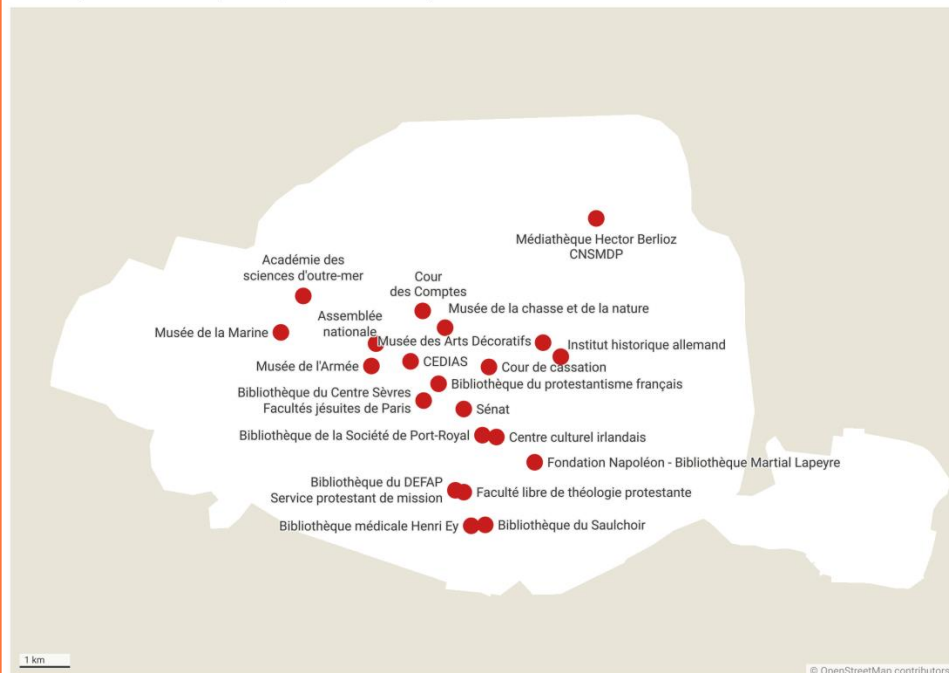 Médiathèque Hector Berlioz
CNSMDP
Académie des
sciences d'outre-mer
Cour
des Comptes
Musée de la chasse et de la nature
Assemblée
nationale
Musée de la Marine
Musée des Arts Décoratifs
Institut historique allemand
Musée de l'Armée
CEDIAS
Cour de cassation
Bibliothèque du protestantisme français
Bibliothèque du Centre Sèvres
Facultés jésuites de Paris
Sénat
Bibliothèque de la Société de Port-Royal
Centre culturel irlandais
Fondation Napoléon - Bibliothèque Martial Lapeyre
Bibliothèque du DEFAP
Service protestant de mission
Faculté libre de théologie protestante
Bibliothèque médicale Henri Ey
Bibliothèque du Saulchoir
1 km
© OpenStreetMap contributors